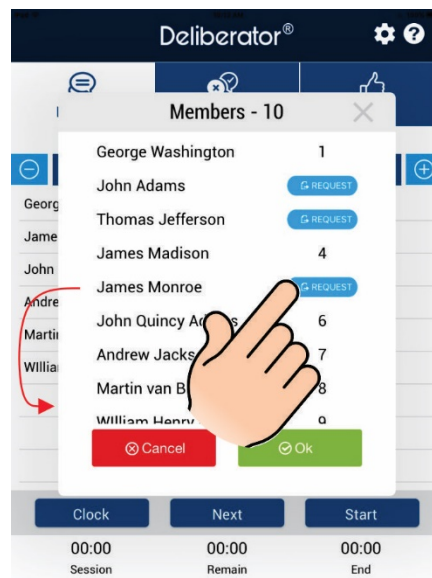 Deliberator®
Members - 10
George Washington 1
John Adams REQUEST
Thomas Jefferson REQUEST
James Madison 4
James Monroe REQUEST
John Quincy 6
Andrew Jacks 7
Martin van B 8
WIlliam Henry 9
Georg
Jame
John
Andre
Martin
WIllia
Cancel Ok
Clock Next Start
00:00 00:00 00:00
Session Remain End